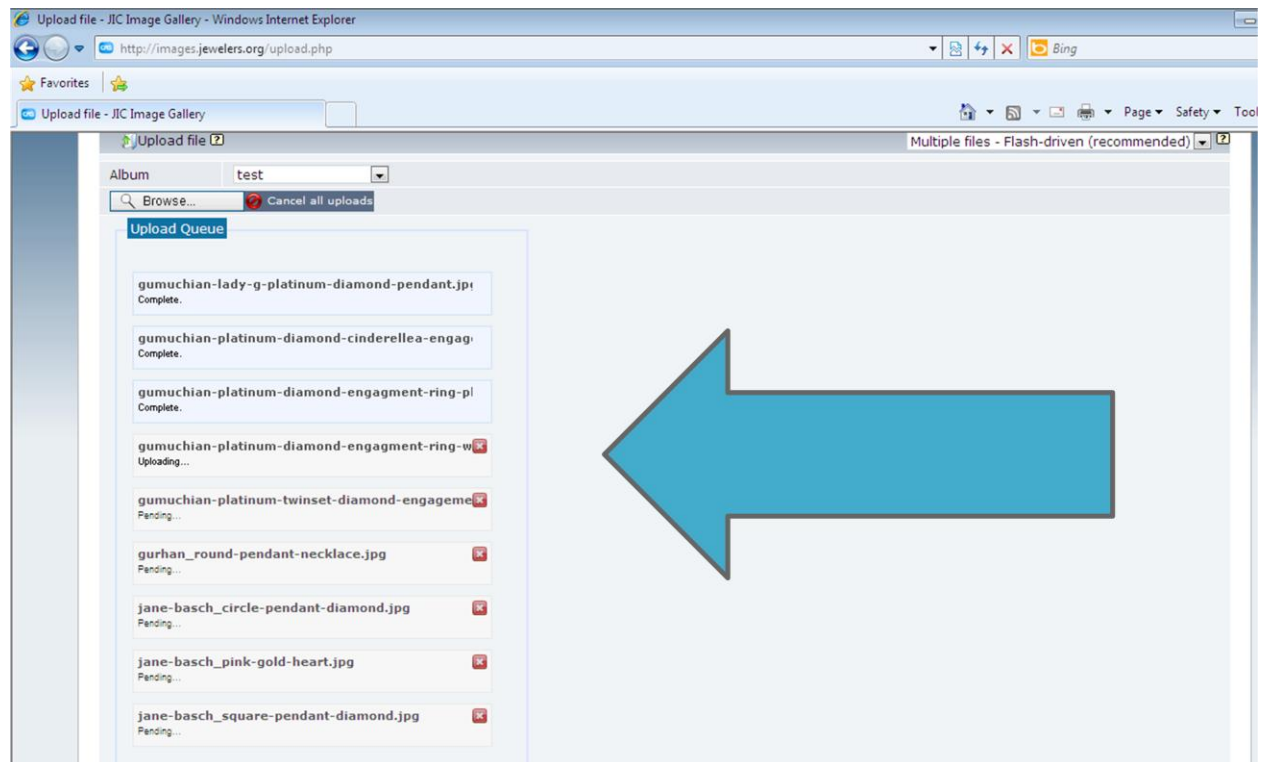 Upload file - JIC Image Gallery - Windows Internet Explorer
http://images.jewelers.org/upload.php
Bing
Favorites
Upload file - JIC Image Gallery
Page Safety Tool
Upload file ? Multiple files - Flash-driven (recommended) ?
Album test
Browse... Cancel all uploads
Upload Queue
gumuchian-lady-g-platinum-diamond-pendant.jp
Complete.
gumuchian-platinum-diamond-cinderellea-engag
Complete.
gumuchian-platinum-diamond-engagment-ring-pl
Complete.
gumuchian-platinum-diamond-engagment-ring-w
Uploading...
gumuchian-platinum-twinset-diamond-engageme
Pending...
gurhan_round-pendant-necklace.jpg
Pending...
jane-basch_circle-pendant-diamond.jpg
Pending...
jane-basch_pink-gold-heart.jpg
Pending...
jane-basch_square-pendant-diamond.jpg
Pending...